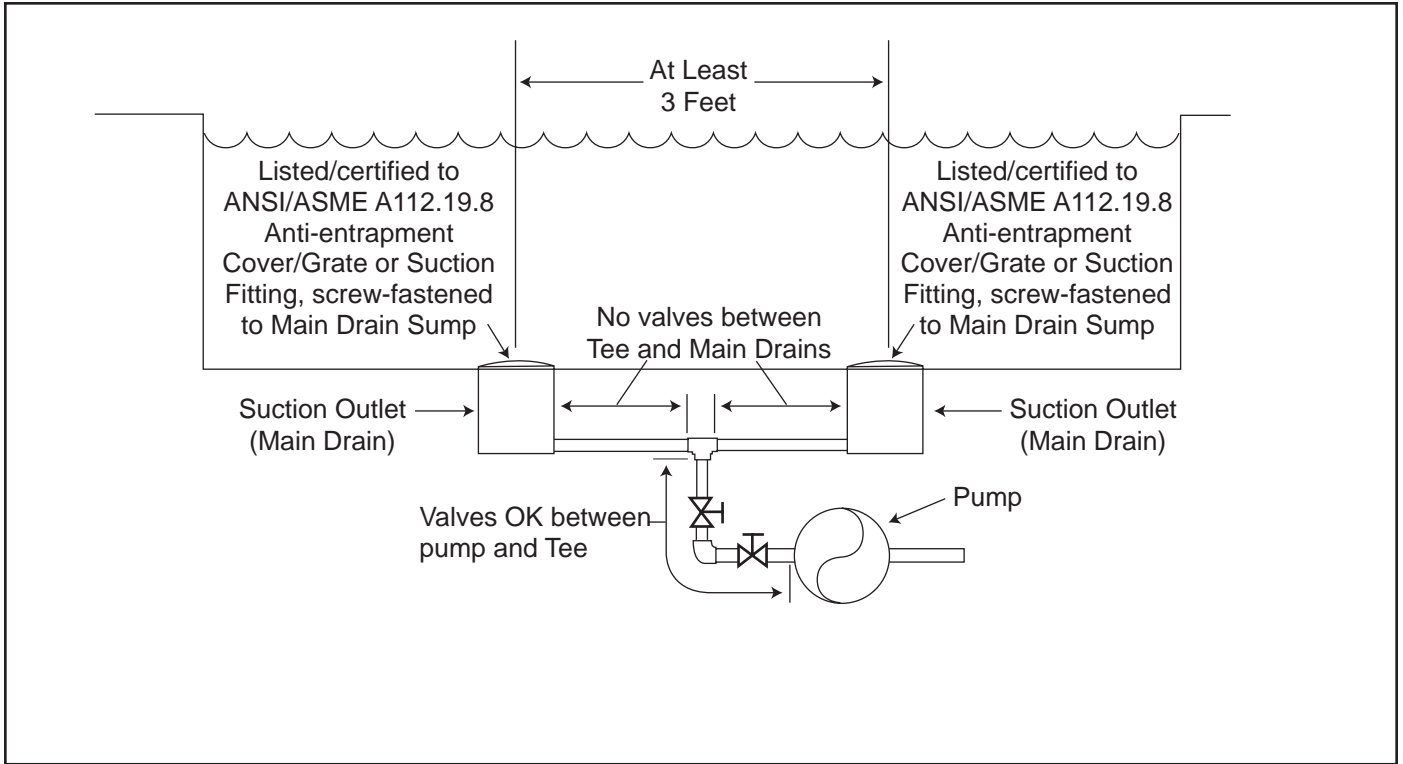 At Least
3 Feet
Listed/certified to
ANSI/ASME A112.19.8
Anti-entrapment
Cover/Grate or Suction
Fitting, screw-fastened
to Main Drain Sump
Listed/certified to
ANSI/ASME A112.19.8
Anti-entrapment
Cover/Grate or Suction
Fitting, screw-fastened
to Main Drain Sump
No valves between
Tee and Main Drains
Suction Outlet
(Main Drain)
Suction Outlet
(Main Drain)
Valves OK between
pump and Tee
Pump